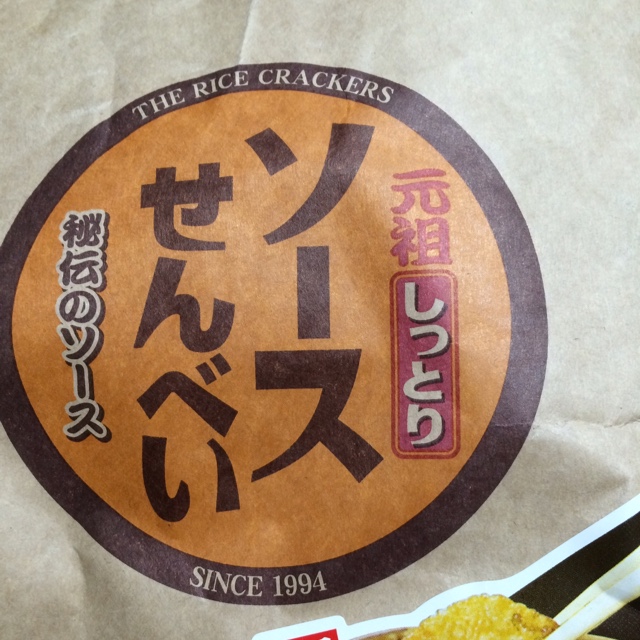 THE RICE CRACKERS
元祖
しっとり
ソース
せんべい
秘伝のソース
SINCE 1994